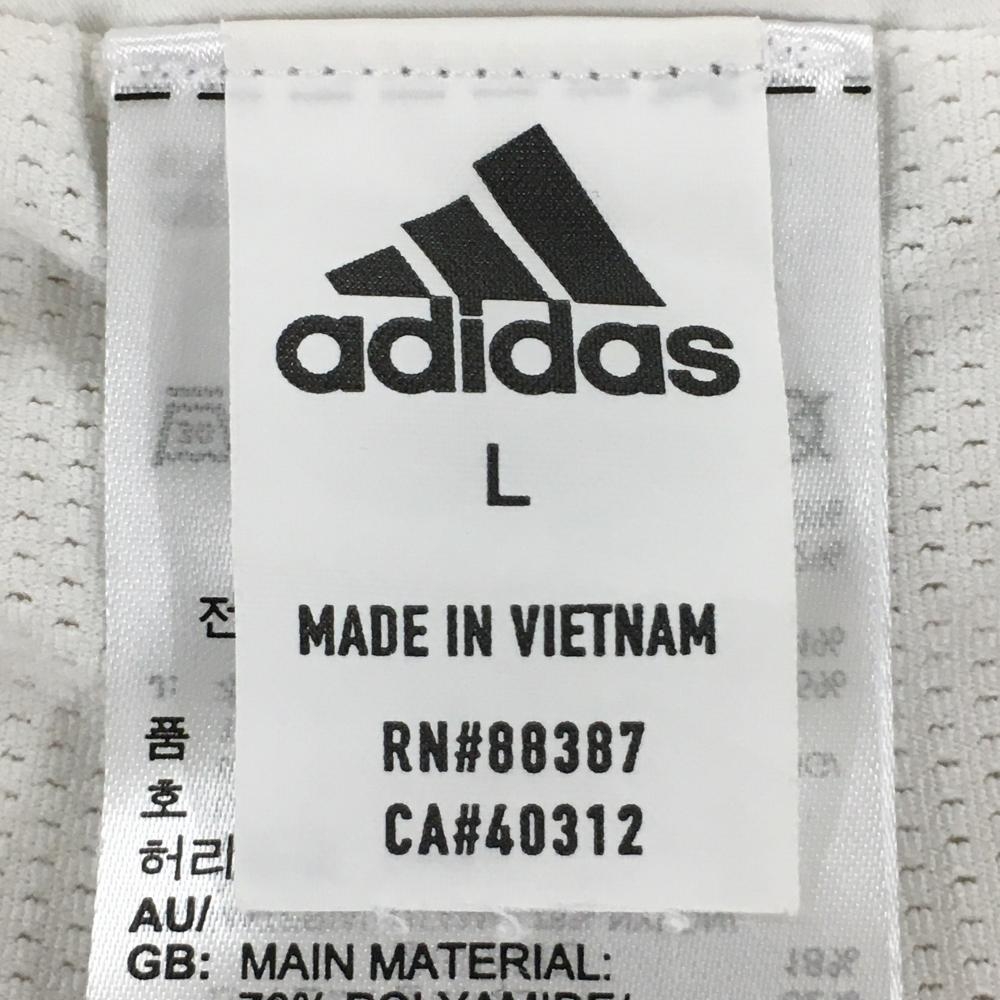 adidas
L
MADE IN VIETNAM
RN#88387
CA#40312
전
품
호
허리
AU/
GB: MAIN MATERIAL: